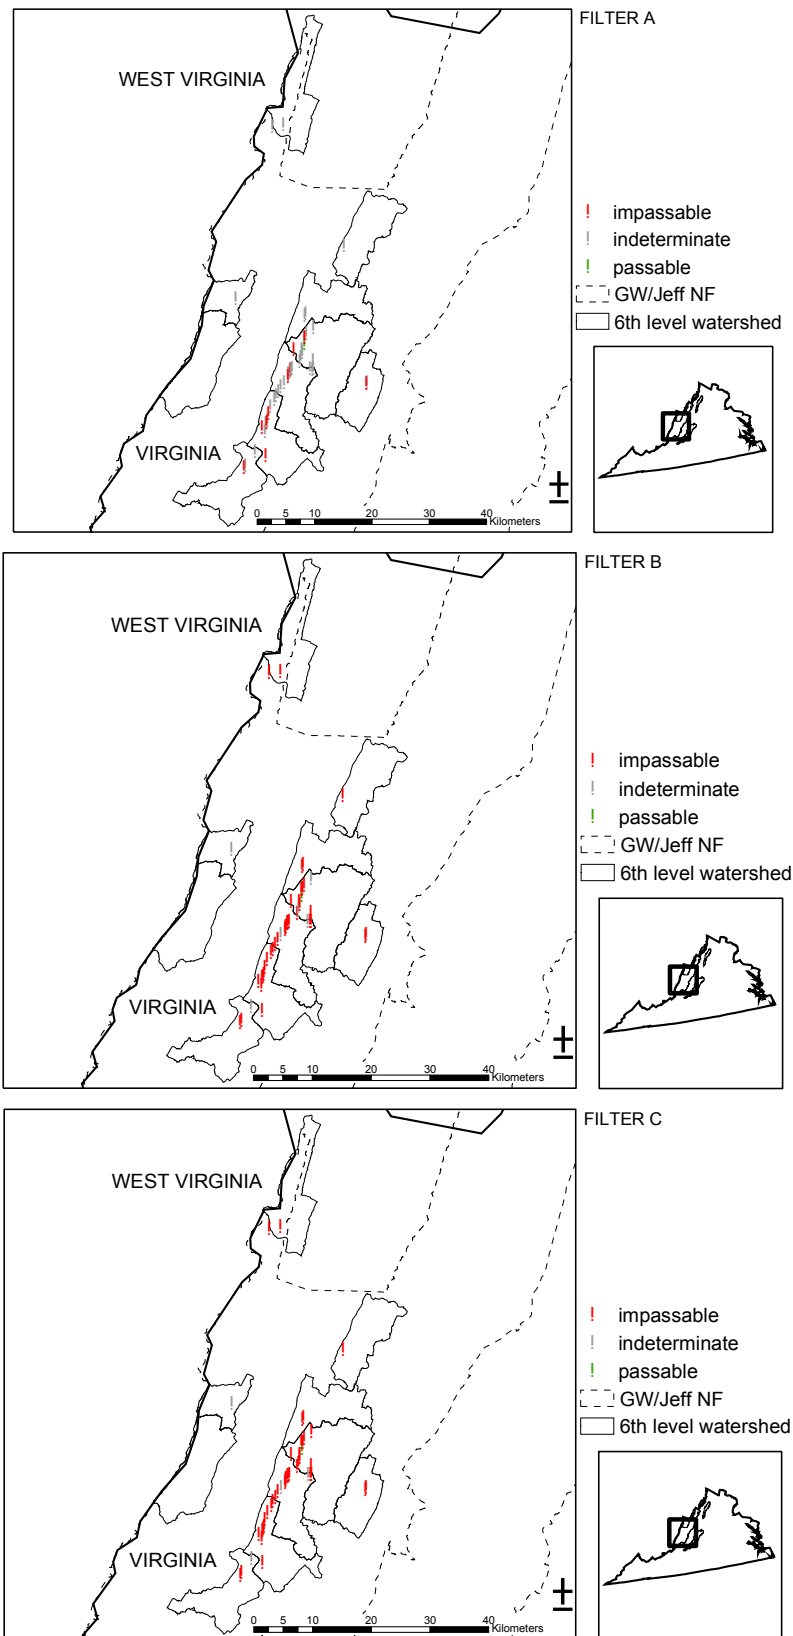 FILTER A
WEST VIRGINIA
! impassable
! indeterminate
! passable
GW/Jeff NF
6th level watershed
VIRGINIA
0 5 10 20 30 40
Kilometers
FILTER B
WEST VIRGINIA
! impassable
! indeterminate
! passable
GW/Jeff NF
6th level watershed
VIRGINIA
0 5 10 20 30 40
Kilometers
FILTER C
WEST VIRGINIA
! impassable
! indeterminate
! passable
GW/Jeff NF
6th level watershed
VIRGINIA
0 5 10 20 30 40
Kilometers